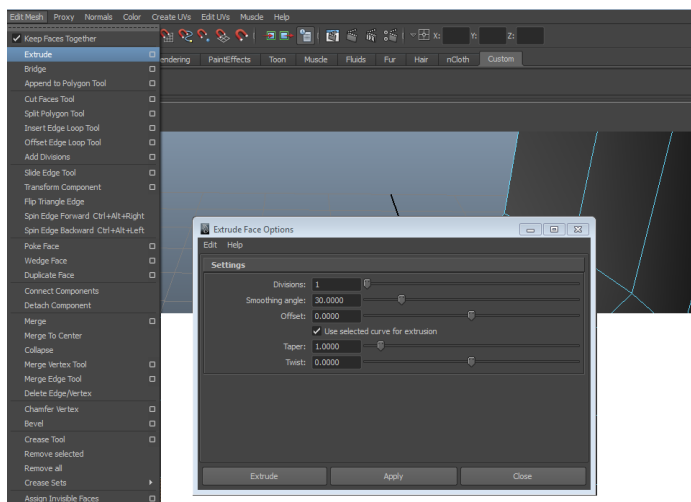 Edit Mesh Proxy Normals Color Create UVs Edit UVs Muscle Help
Keep Faces Together
X: Y: Z:
Extrude
endering PaintEffects Toon Muscle Fluids Fur Hair nCloth Custom
Bridge
Append to Polygon Tool
Cut Faces Tool
Split Polygon Tool
Insert Edge Loop Tool
Offset Edge Loop Tool
Add Divisions
Slide Edge Tool
Transform Component
Flip Triangle Edge
Spin Edge Forward Ctrl+Alt+Right
Spin Edge Backward Ctrl+Alt+Left
Poke Face
Wedge Face
Duplicate Face
Connect Components
Detach Component
Merge
Merge To Center
Collapse
Merge Vertex Tool
Merge Edge Tool
Delete Edge/Vertex
Chamfer Vertex
Bevel
Crease Tool
Remove selected
Remove all
Crease Sets
Assign Invisible Faces
Extrude Face Options
Edit Help
Settings
Divisions: 1
Smoothing angle: 30.0000
Offset: 0.0000
Use selected curve for extrusion
Taper: 1.0000
Twist: 0.0000
Extrude Apply Close